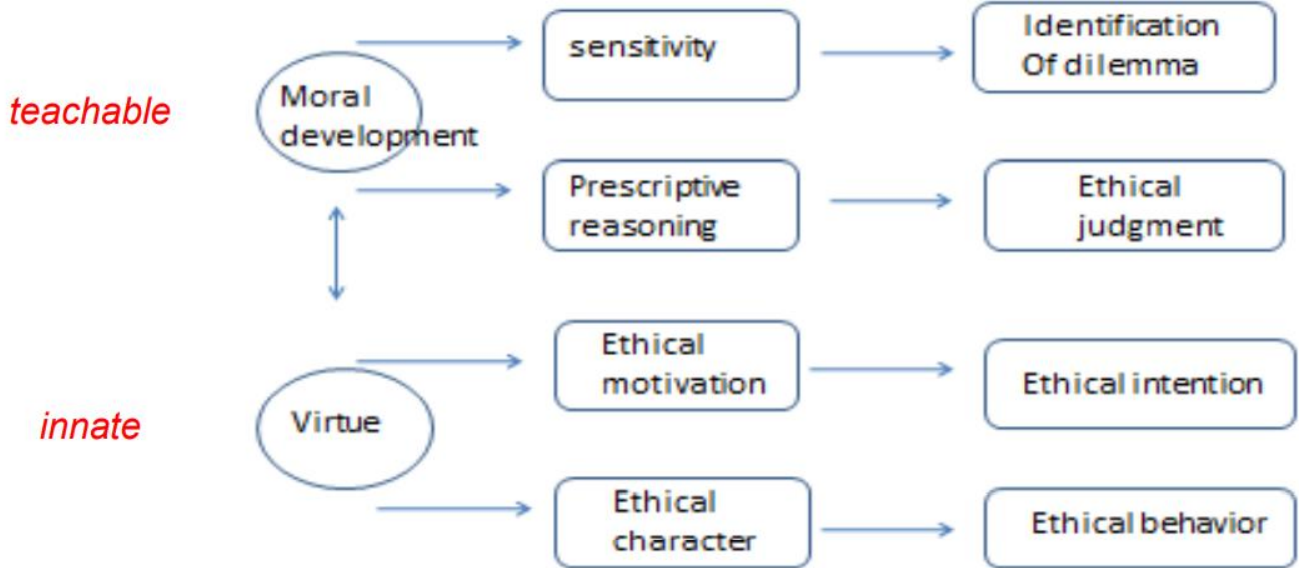 sensitivity
Identification
Of dilemma
teachable
Moral
development
Prescriptive
reasoning
Ethical
judgment
Ethical
motivation
Ethical intention
innate
Virtue
Ethical
character
Ethical behavior